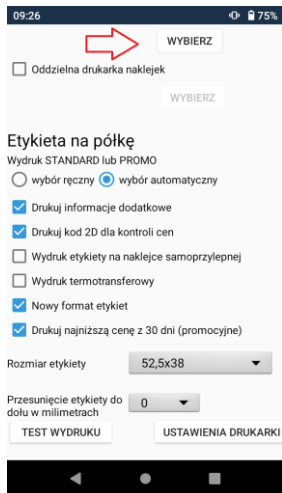 09:26 75%
WYBIERZ
Oddzielna drukarka naklejek
WYBIERZ
Etykieta na półkę
Wydruk STANDARD lub PROMO
wybór ręczny wybór automatyczny
Drukuj informacje dodatkowe
Drukuj kod 2D dla kontroli cen
Wydruk etykiety na naklejce samoprzylepnej
Wydruk termotransferowy
Nowy format etykiet
Drukuj najniższą cenę z 30 dni (promocyjne)
Rozmiar etykiety 52,5x38
Przesunięcie etykiety do
dołu w milimetrach 0
TEST WYDRUKU USTAWIENIA DRUKARKI